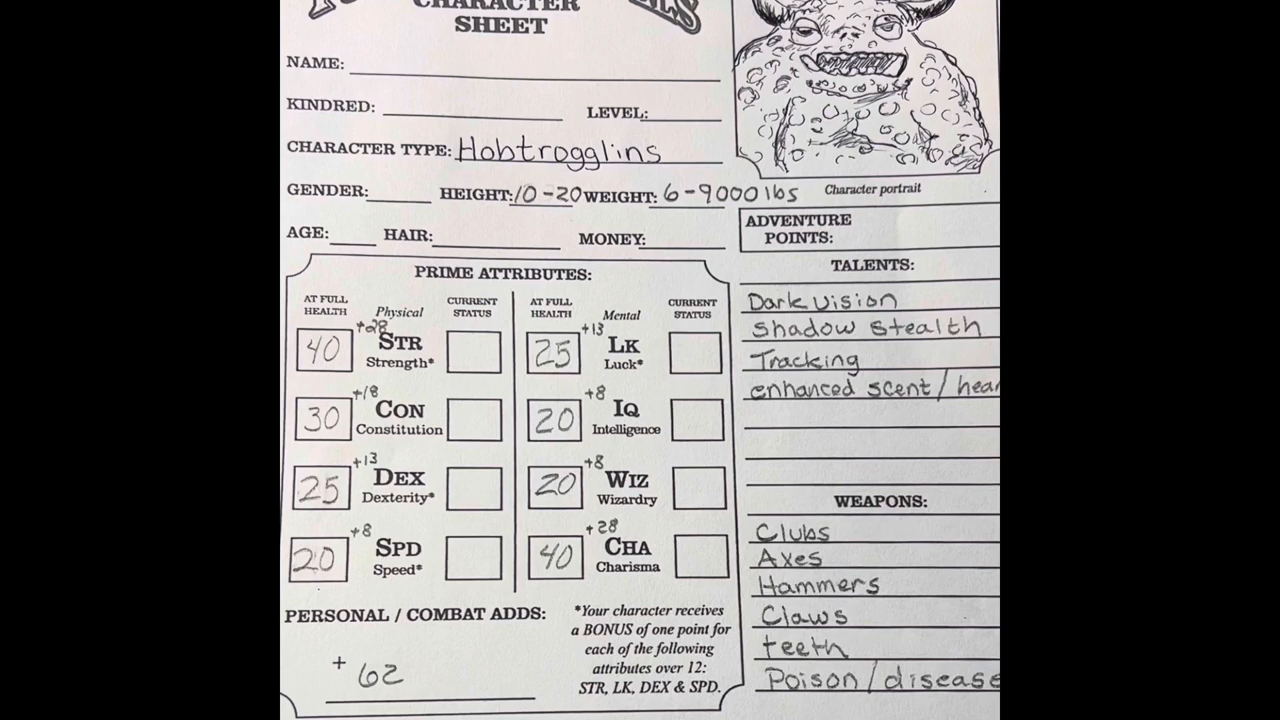 CHARACTER
SHEET
NAME:
KINDRED: LEVEL:
CHARACTER TYPE: Hobtrogglins
GENDER: HEIGHT: 10-20 WEIGHT: 6-9000 lbs
AGE: HAIR: MONEY:
PRIME ATTRIBUTES:
AT FULL HEALTH Physical CURRENT STATUS
+28
40 STR
Strength*
+18
30 CON
Constitution
+13
25 DEX
Dexterity*
+8
20 SPD
Speed*
AT FULL HEALTH Mental CURRENT STATUS
+13
25 LK
Luck*
+8
20 IQ
Intelligence
+8
20 WIZ
Wizardry
+28
40 CHA
Charisma
PERSONAL / COMBAT ADDS:
+62
*Your character receives
a BONUS of one point for
each of the following
attributes over 12:
STR, LK, DEX & SPD.
Character portrait
ADVENTURE
POINTS:
TALENTS:
Dark vision
Shadow stealth
Tracking
enhanced scent / hear
WEAPONS:
Clubs
Axes
Hammers
Claws
teeth
Poison / disease